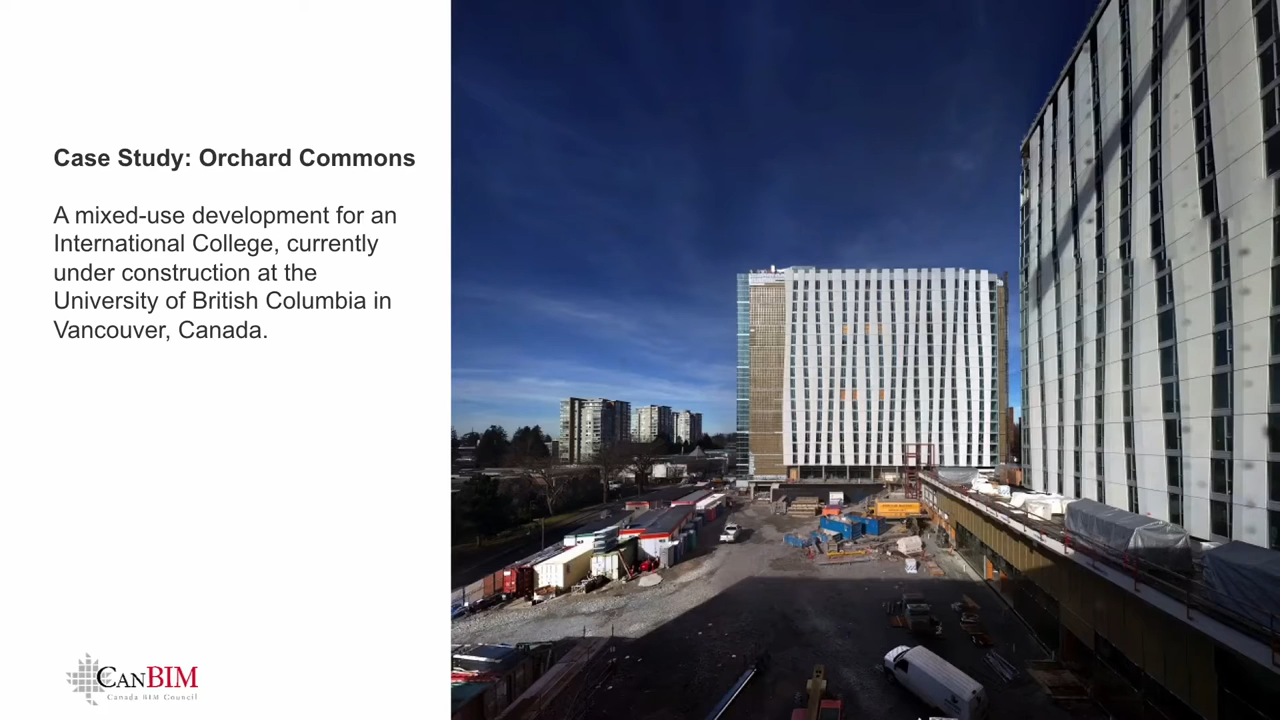 Case Study: Orchard Commons
A mixed-use development for an
International College, currently
under construction at the
University of British Columbia in
Vancouver, Canada.
CANBIM
Canada BIM Council